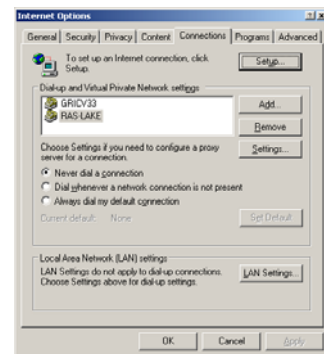 Internet Options
General Security Privacy Content Connections Programs Advanced
To set up an Internet connection, click
Setup.
Setup...
Dial-up and Virtual Private Network settings
GRICV33
RAS-LAKE
Add...
Remove
Choose Settings if you need to configure a proxy
server for a connection.
Settings...
Never dial a connection
Dial whenever a network connection is not present
Always dial my default connection
Current default: None
Set Default
Local Area Network (LAN) settings
LAN Settings do not apply to dial-up connections.
Choose Settings above for dial-up settings.
LAN Settings...
OK Cancel Apply